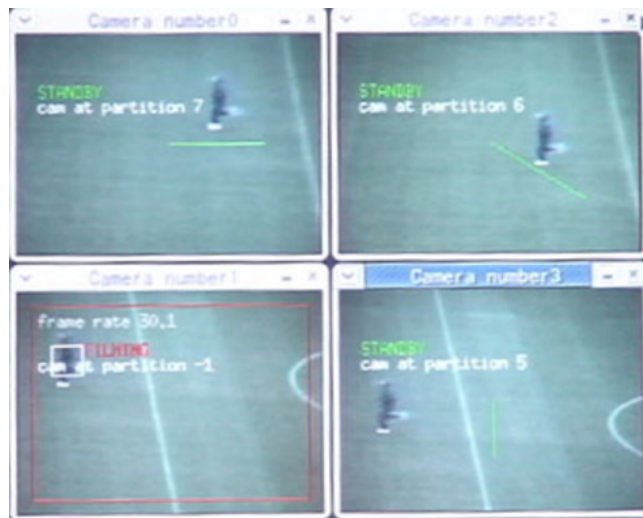 Camera number0
STANDBY
cam at partition 7
Camera number2
STANDBY
cam at partition 6
Camera number1
frame rate 30.1
FILMING
cam at partition -1
Camera number3
STANDBY
cam at partition 5